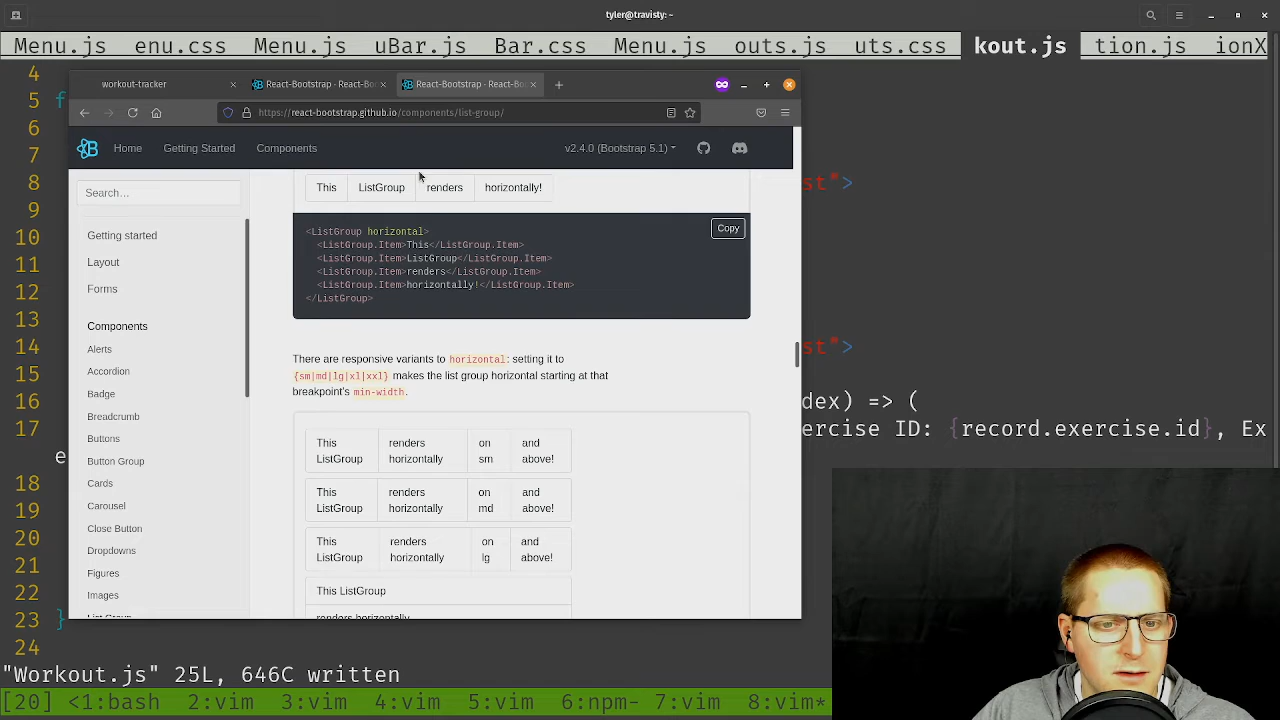 tyler@travisty: ~
Menu.js enu.css Menu.js uBar.js Bar.css Menu.js outs.js uts.css kout.js tion.js ionX
4
5 f
6
7
8 st">
9
10
11
12
13
14 st">
15
16 dex) => (
17 ercise ID: {record.exercise.id}, Ex
e
18
19
20
21
22
23 }
24
"Workout.js" 25L, 646C written
[20] <1:bash 2:vim 3:vim 4:vim 5:vim 6:npm- 7:vim 8:vim*
workout-tracker
React-Bootstrap - React-Boo
React-Bootstrap - React-Boo
https://react-bootstrap.github.io/components/list-group/
Home Getting started Components v2.4.0 (Bootstrap 5.1)
Search…
Getting started
Layout
Forms
Components
Alerts
Accordion
Badge
Breadcrumb
Buttons
Button Group
Cards
Carousel
Close Button
Dropdowns
Figures
Images
List Group
This ListGroup renders horizontally!
Copy
<ListGroup horizontal>
<ListGroup.Item>This</ListGroup.Item>
<ListGroup.Item>ListGroup</ListGroup.Item>
<ListGroup.Item>renders</ListGroup.Item>
<ListGroup.Item>horizontally!</ListGroup.Item>
</ListGroup>
There are responsive variants to horizontal: setting it to
{sm|md|lg|xl|xxl} makes the list group horizontal starting at that
breakpoint's min-width.
This renders on and
ListGroup horizontally sm above!
This renders on and
ListGroup horizontally md above!
This renders on and
ListGroup horizontally lg above!
This ListGroup
renders horizontally